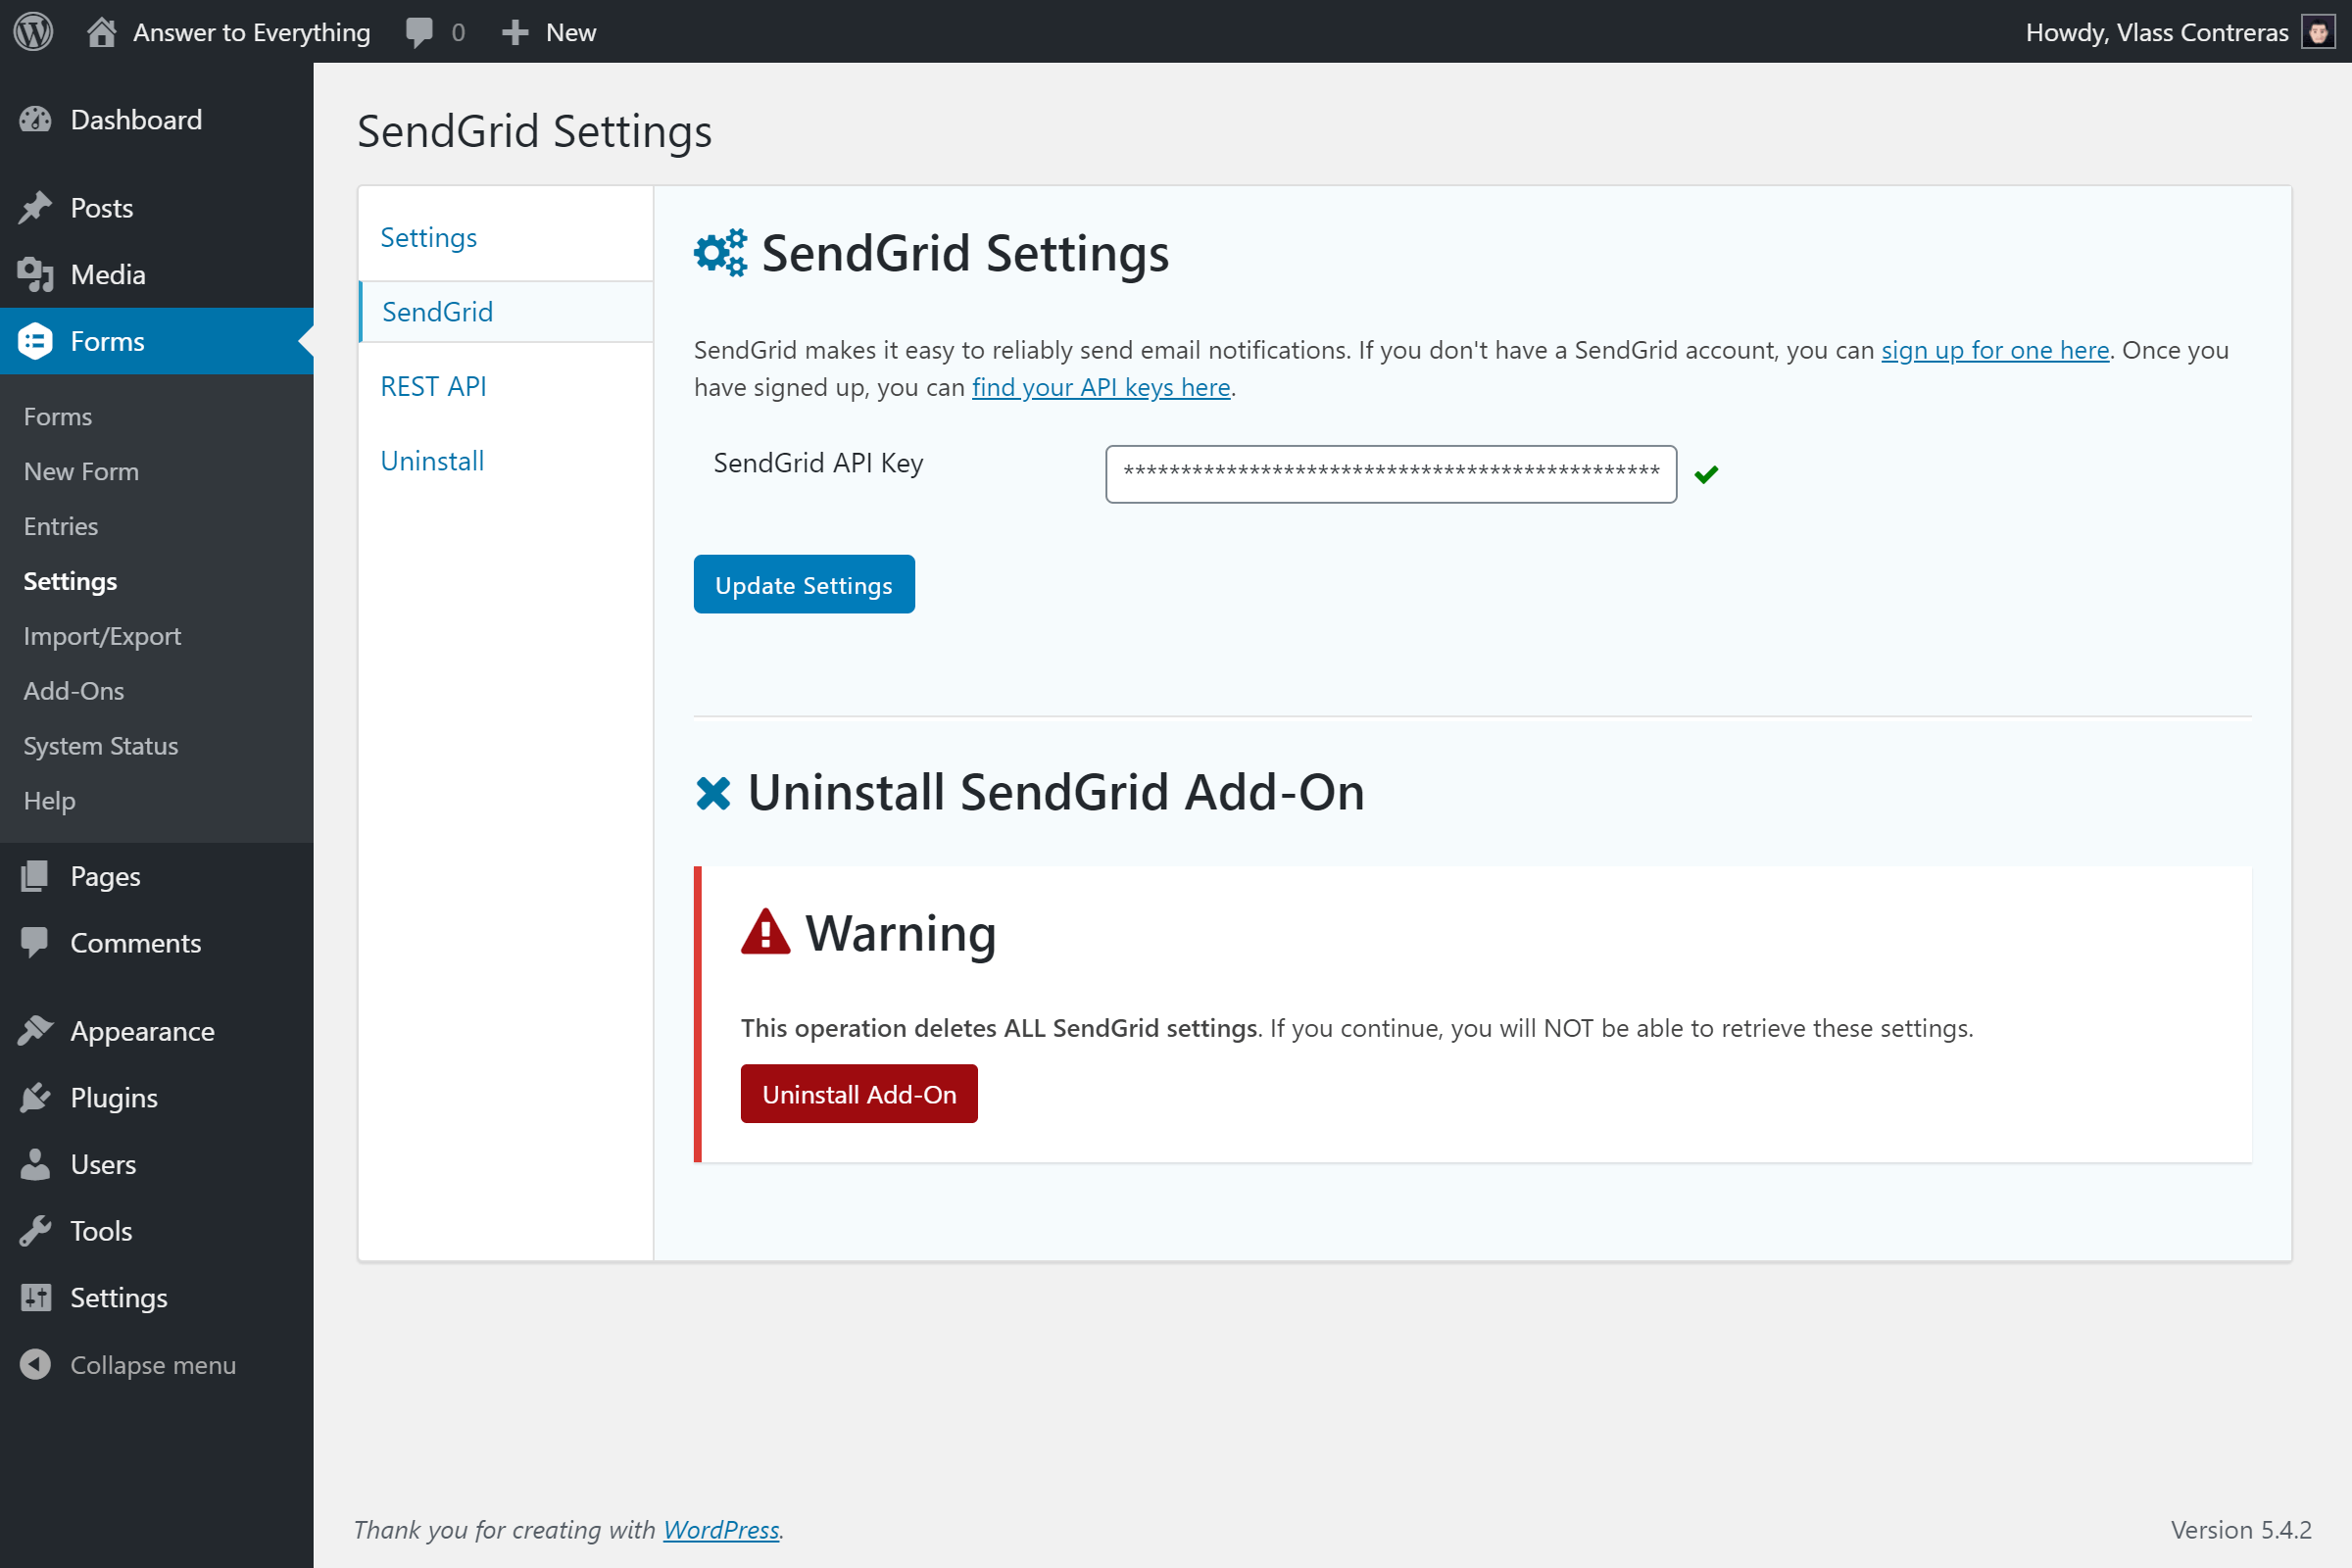 Answer to Everything
0
New
Howdy, Vlass Contreras
Dashboard
Posts
Media
Forms
Forms
New Form
Entries
Settings
Import/Export
Add-Ons
System Status
Help
Pages
Comments
Appearance
Plugins
Users
Tools
Settings
Collapse menu
SendGrid Settings
Settings
SendGrid
REST API
Uninstall
SendGrid Settings
SendGrid makes it easy to reliably send email notifications. If you don't have a SendGrid account, you can sign up for one here. Once you
have signed up, you can find your API keys here.
SendGrid API Key
***********************************************
Update Settings
Uninstall SendGrid Add-On
Warning
This operation deletes ALL SendGrid settings. If you continue, you will NOT be able to retrieve these settings.
Uninstall Add-On
Thank you for creating with WordPress.
Version 5.4.2